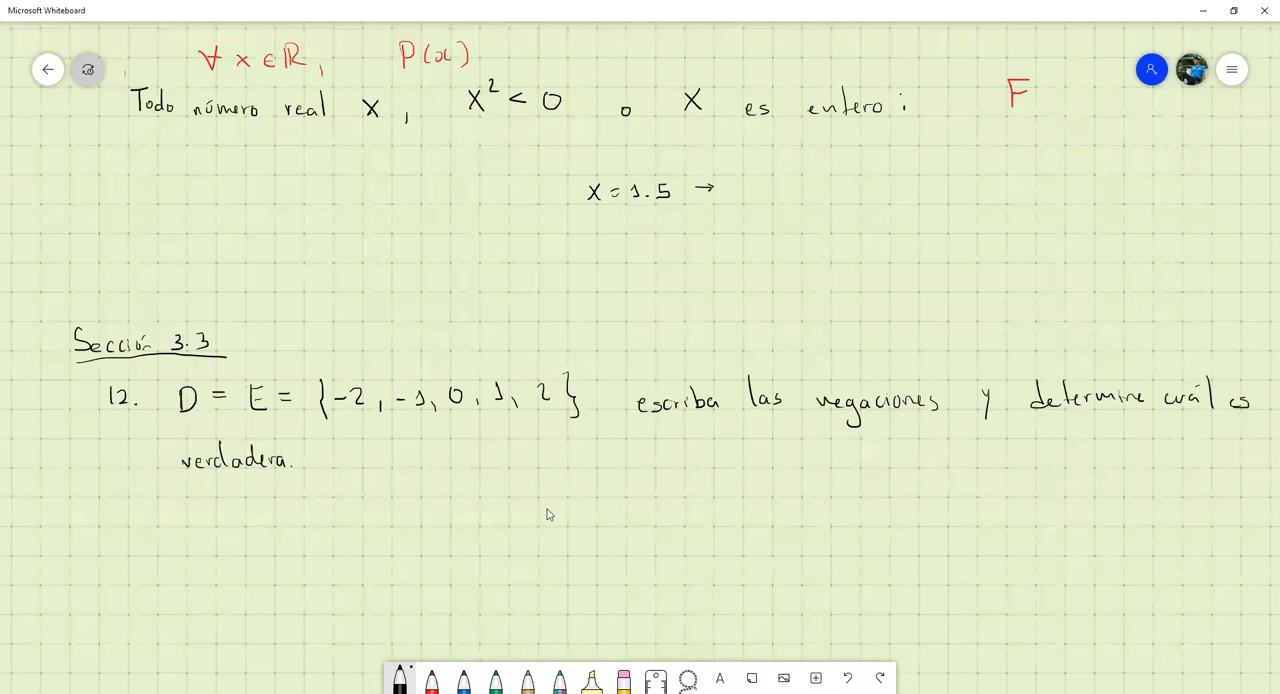 Microsoft Whiteboard
∀ x ∈ ℝ, P(x)
Todo número real x, x² < 0 o x es entero: F
x = 1.5 →
Sección 3.3
12. D = E = {-2, -1, 0, 1, 2} escriba las negaciones y determine cuál es
verdadera.
A